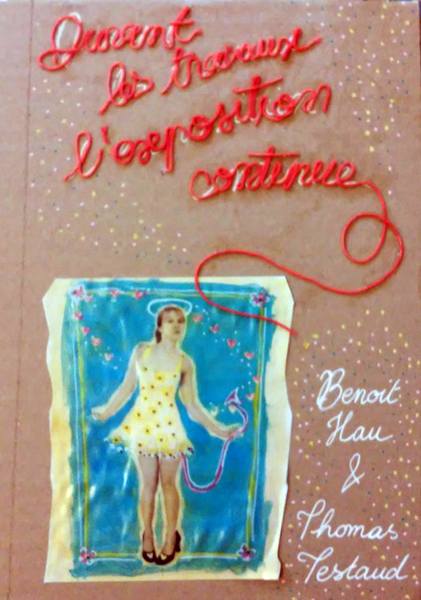 Durant
les travaux
l'exposition
continue
Benoit
Hau
&
Thomas
Testaud